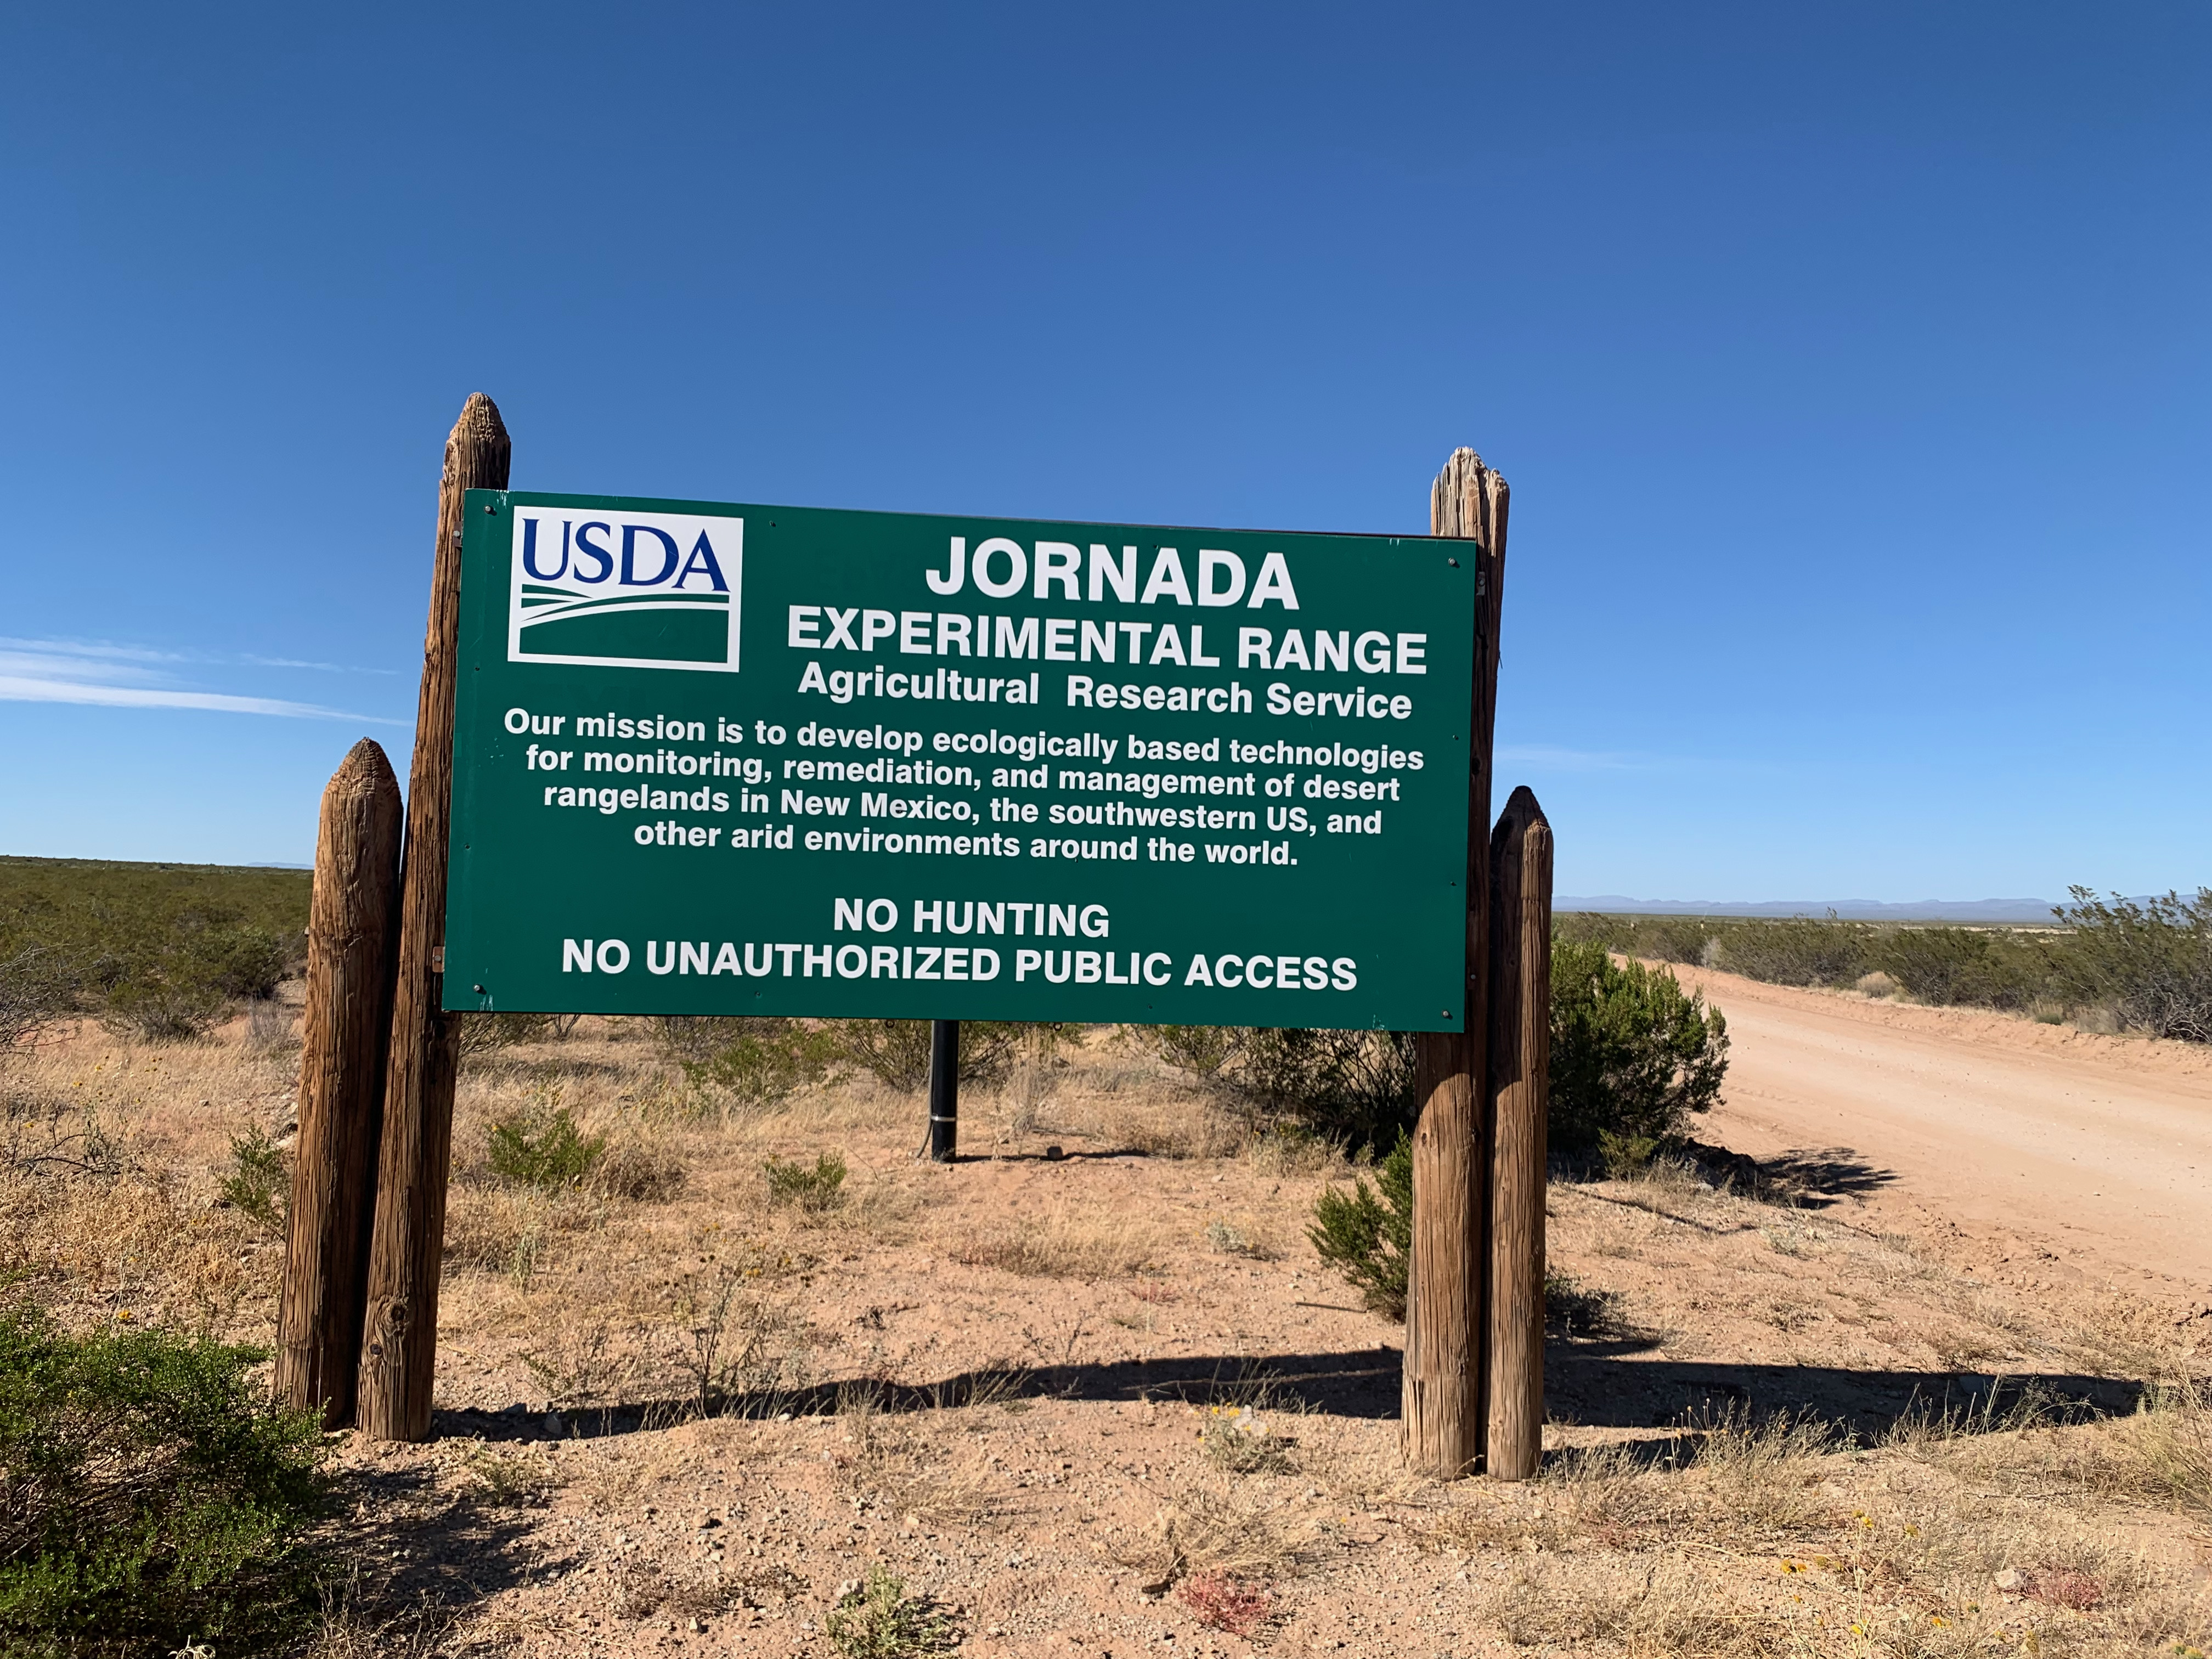 USDA
JORNADA
EXPERIMENTAL RANGE
Agricultural Research Service
Our mission is to develop ecologically based technologies
for monitoring, remediation, and management of desert
rangelands in New Mexico, the southwestern US, and
other arid environments around the world.
NO HUNTING
NO UNAUTHORIZED PUBLIC ACCESS